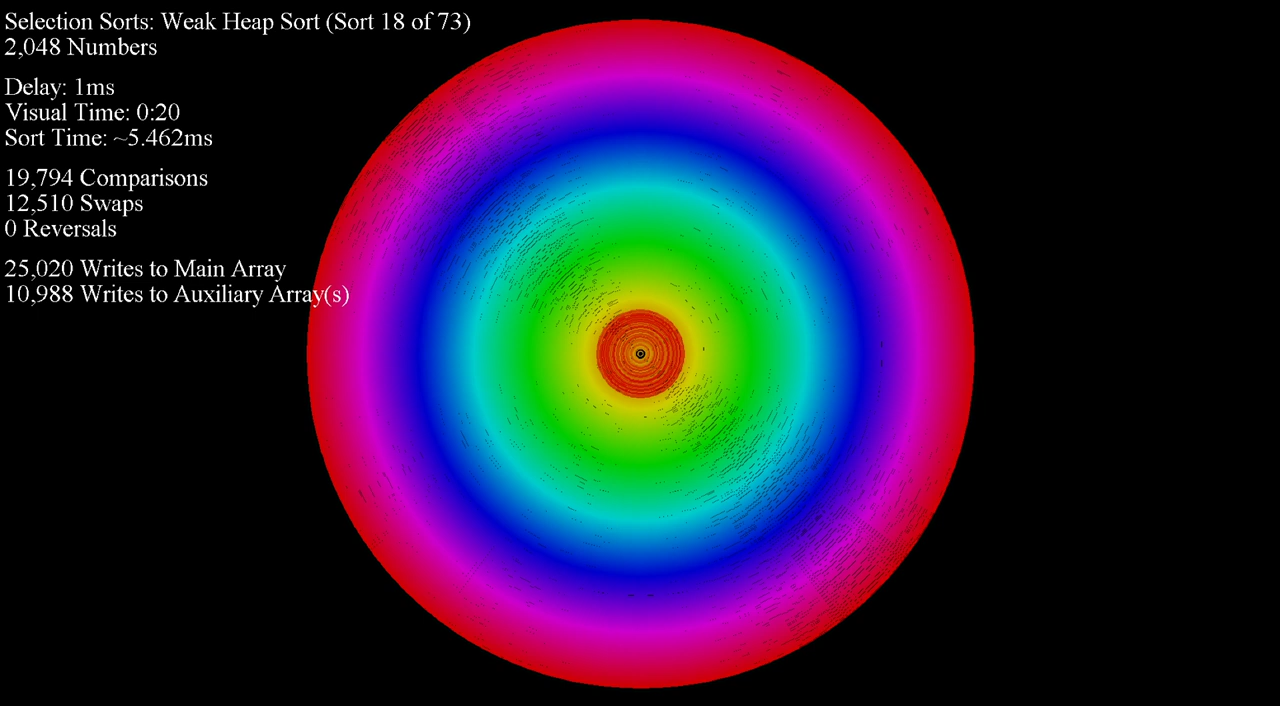 Selection Sorts: Weak Heap Sort (Sort 18 of 73)
2,048 Numbers
Delay: 1ms
Visual Time: 0:20
Sort Time: ~5.462ms
19,794 Comparisons
12,510 Swaps
0 Reversals
25,020 Writes to Main Array
10,988 Writes to Auxiliary Array(s)